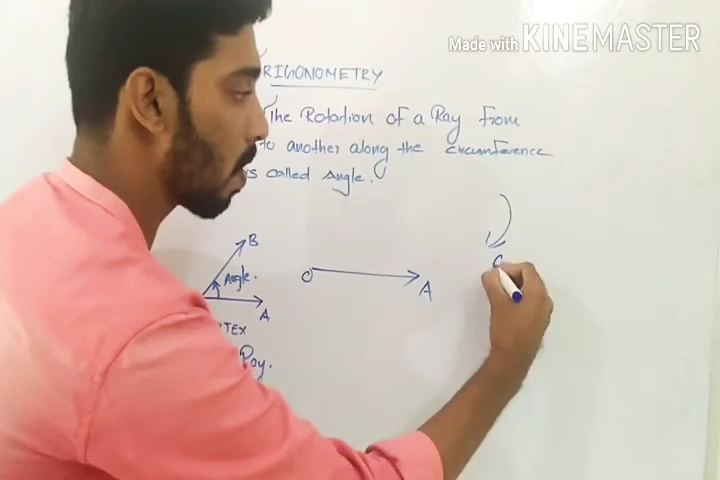 Made with KINEMASTER
RIGONOMETRY
The Rotation of a Ray from
to another along the circumference
is called Angle.
B
Angle.
A
O
A
TEX
Ray.